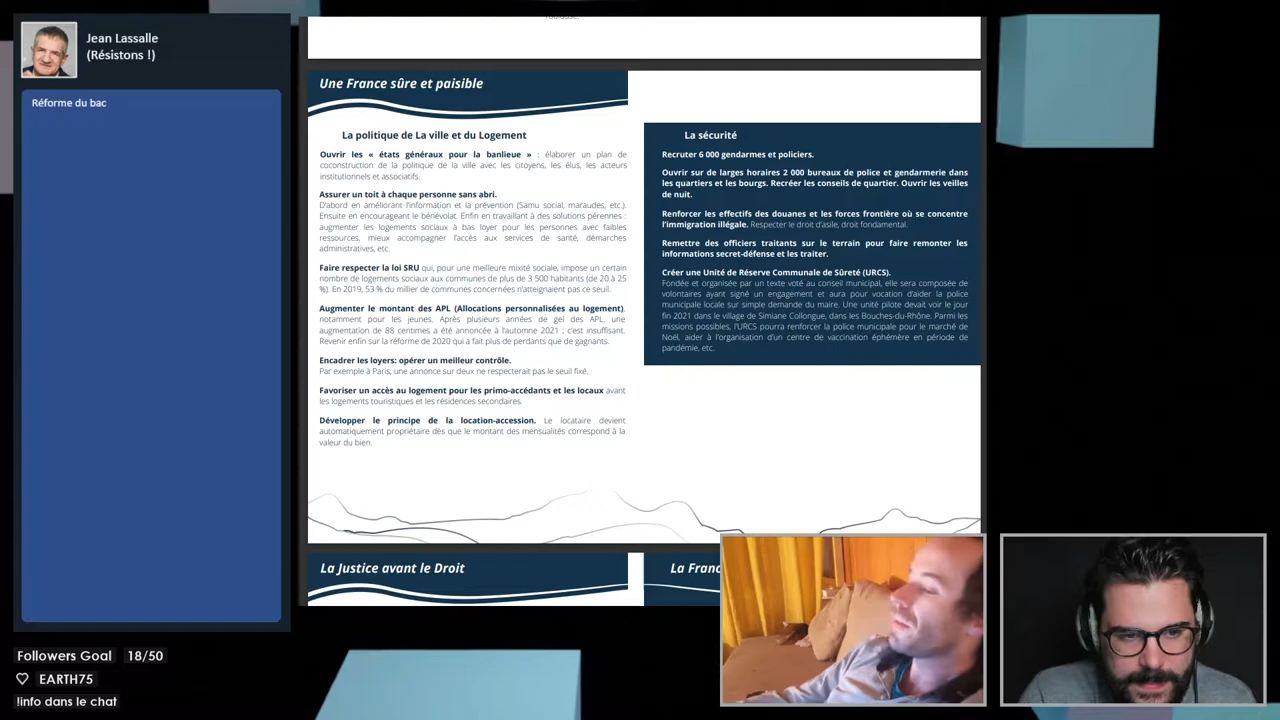 Jean Lassalle
(Résistons !)
Réforme du bac
Followers Goal 18/50
EARTH75
!info dans le chat
Une France sûre et paisible
La politique de La ville et du Logement
Ouvrir les « états généraux pour la banlieue » : élaborer un plan de
coconstruction de la politique de la ville avec les citoyens, les élus, les acteurs
institutionnels et associatifs.
Assurer un toit à chaque personne sans abri.
D'abord en améliorant l'information et la prévention (Samu social, maraudes, etc.).
Ensuite en encourageant le bénévolat. Enfin en travaillant à des solutions pérennes :
augmenter les logements sociaux à bas loyer pour les personnes avec faibles
ressources, mieux accompagner l'accès aux services de santé, démarches
administratives, etc.
Faire respecter la loi SRU qui, pour une meilleure mixité sociale, impose un certain
nombre de logements sociaux aux communes de plus de 3 500 habitants (de 20 à 25
%). En 2019, 53 % du millier de communes concernées n'atteignaient pas ce seuil.
Augmenter le montant des APL (Allocations personnalisées au logement),
notamment pour les jeunes. Après plusieurs années de gel des APL, une
augmentation de 88 centimes a été annoncée à l'automne 2021 ; c'est insuffisant.
Revenir enfin sur la réforme de 2020 qui a fait plus de perdants que de gagnants.
Encadrer les loyers: opérer un meilleur contrôle.
Par exemple à Paris, une annonce sur deux ne respecterait pas le seuil fixé.
Favoriser un accès au logement pour les primo-accédants et les locaux avant
les logements touristiques et les résidences secondaires.
Développer le principe de la location-accession. Le locataire devient
automatiquement propriétaire dès que le montant des mensualités correspond à la
valeur du bien.
La sécurité
Recruter 6 000 gendarmes et policiers.
Ouvrir sur de larges horaires 2 000 bureaux de police et gendarmerie dans
les quartiers et les bourgs. Recréer les conseils de quartier. Ouvrir les veilles
de nuit.
Renforcer les effectifs des douanes et les forces frontière où se concentre
l'immigration illégale. Respecter le droit d'asile, droit fondamental.
Remettre des officiers traitants sur le terrain pour faire remonter les
informations secret-défense et les traiter.
Créer une Unité de Réserve Communale de Sûreté (URCS).
Fondée et organisée par un texte voté au conseil municipal, elle sera composée de
volontaires ayant signé un engagement et aura pour vocation d'aider la police
municipale locale sur simple demande du maire. Une unité pilote devait voir le jour
fin 2021 dans le village de Simiane Collongue, dans les Bouches-du-Rhône. Parmi les
missions possibles, l'URCS pourra renforcer la police municipale pour le marché de
Noël, aider à l'organisation d'un centre de vaccination éphémère en période de
pandémie, etc.
La Justice avant le Droit
La Franc